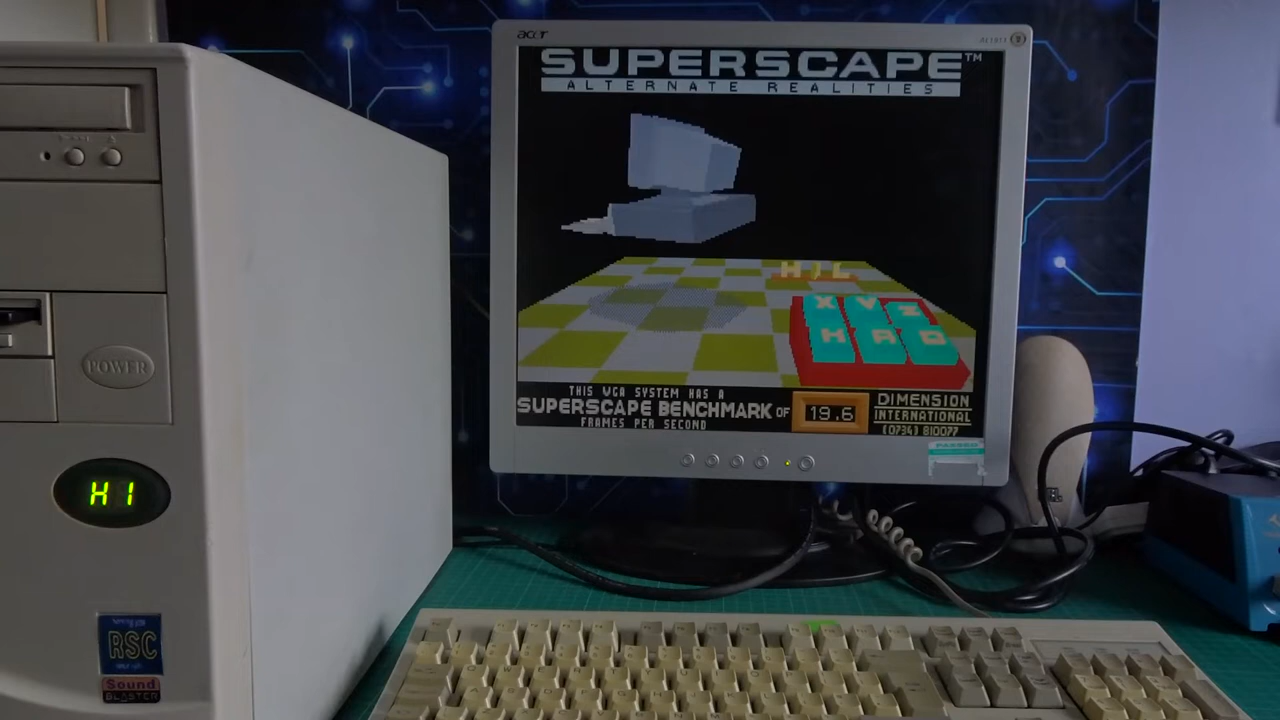 acer
SUPERSCAPE™
ALTERNATE REALITIES
THIS VGA SYSTEM HAS A
SUPERSCAPE BENCHMARK OF 19.6
FRAMES PER SECOND
DIMENSION
INTERNATIONAL
(0734) 810077
POWER
HI
RSC
Sound
BLASTER